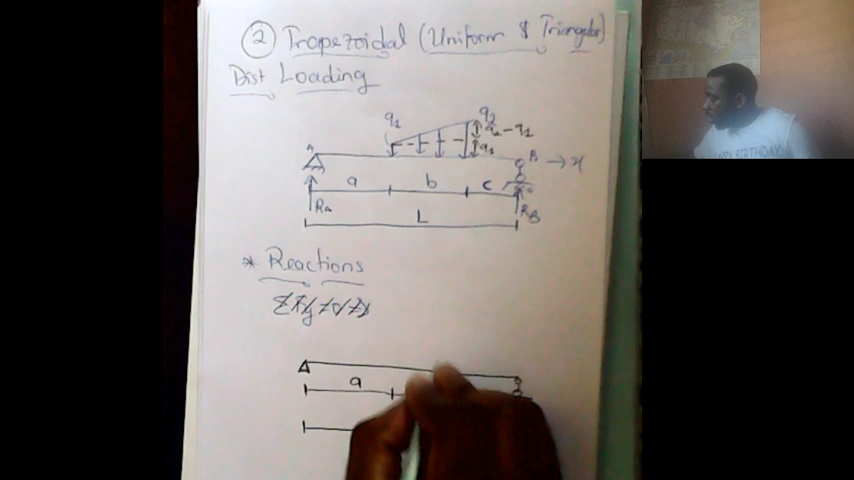 2 Trapezoidal (Uniform & Triangular)
Dist Loading
q1 q2
q2-q1
q1
A B → x
a b c
Ra RB
L
* Reactions
a